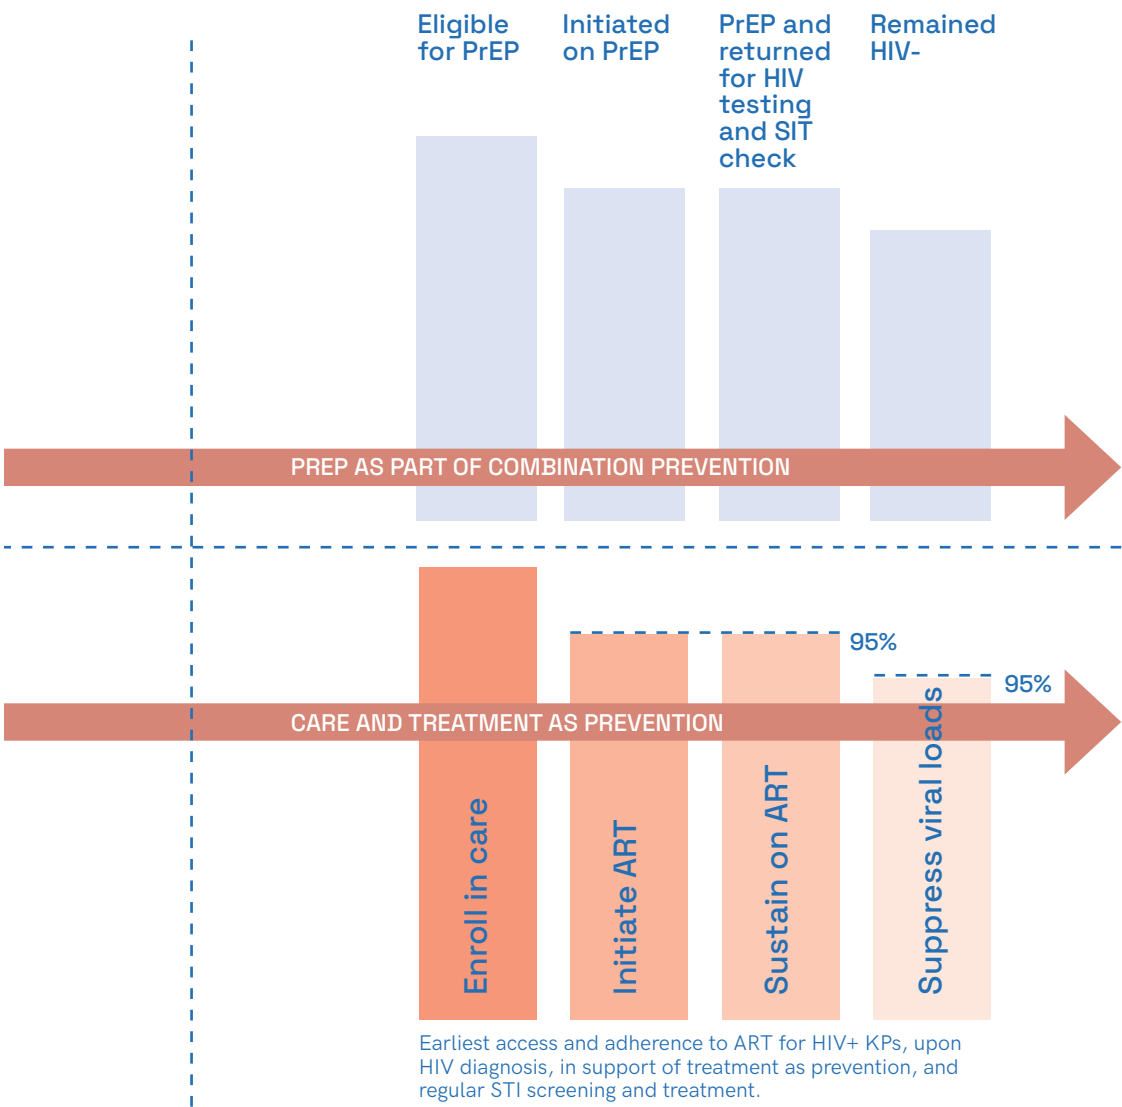 Eligible
for PrEP
Initiated
on PrEP
PrEP and
returned
for HIV
testing
and SIT
check
Remained
HIV-
PREP AS PART OF COMBINATION PREVENTION
95%
95%
CARE AND TREATMENT AS PREVENTION
Enroll in care
Initiate ART
Sustain on ART
Suppress viral loads
Earliest access and adherence to ART for HIV+ KPs, upon
HIV diagnosis, in support of treatment as prevention, and
regular STI screening and treatment.